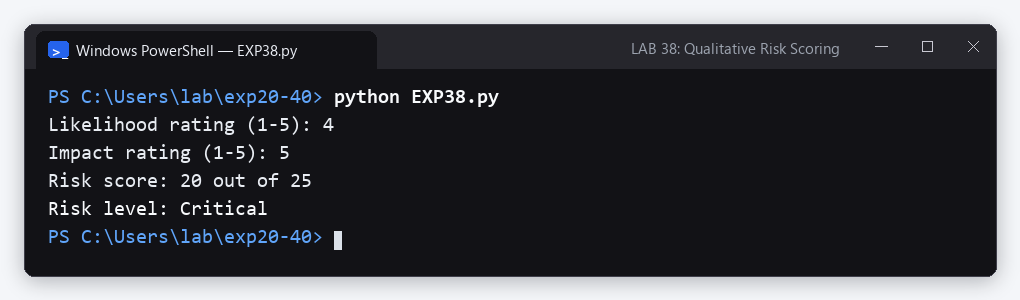 Windows PowerShell — EXP38.py
LAB 38: Qualitative Risk Scoring
PS C:\Users\lab\exp20-40> python EXP38.py
Likelihood rating (1-5): 4
Impact rating (1-5): 5
Risk score: 20 out of 25
Risk level: Critical
PS C:\Users\lab\exp20-40>